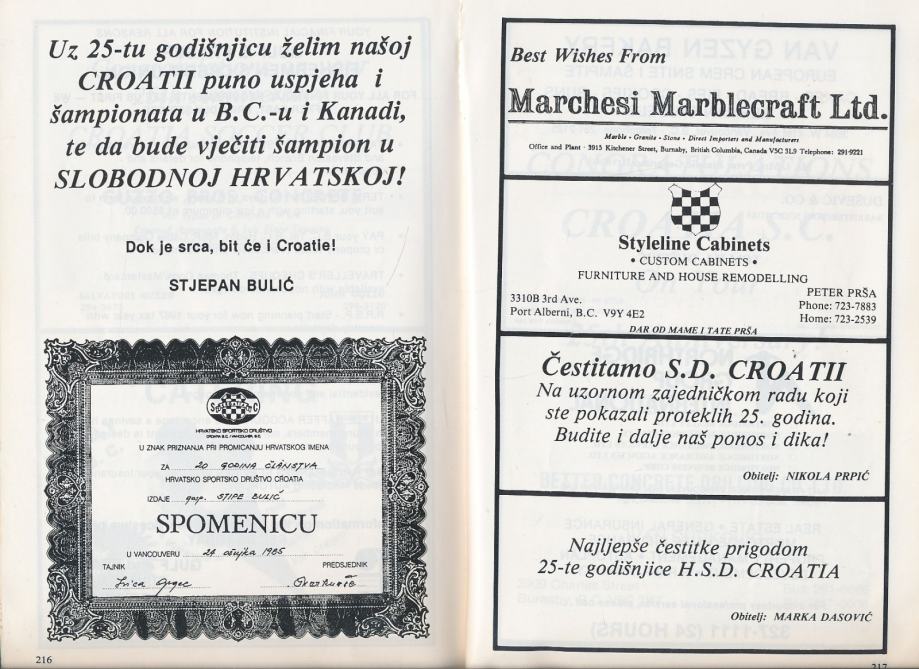 Uz 25-tu godišnjicu želim našoj
CROATII puno uspjeha i
šampionata u B.C.-u i Kanadi,
te da bude vječiti šampion u
SLOBODNOJ HRVATSKOJ!
Dok je srca, bit će i Croatie!
STJEPAN BULIĆ
HRVATSKO SPORTSKO DRUŠTVO
CROATIA S.C. / VANCOUVER, B.C.
U ZNAK PRIZNANJA PRI PROMICANJU HRVATSKOG IMENA
ZA 20 GODINA ČLANSTVA
HRVATSKO SPORTSKO DRUŠTVO CROATIA
IZDAJE gosp. STIPE BULIĆ
SPOMENICU
U VANCOUVERU 24 ožujka 1985
TAJNIK PREDSJEDNIK
216
Best Wishes From
Marchesi Marblecraft Ltd.
Marble • Granite • Stone • Direct Importers and Manufacturers
Office and Plant · 3915 Kitchener Street, Burnaby, British Columbia, Canada V5C 3L9 Telephone: 291-9221
Styleline Cabinets
• CUSTOM CABINETS •
FURNITURE AND HOUSE REMODELLING
3310B 3rd Ave.
Port Alberni, B.C. V9Y 4E2
PETER PRŠA
Phone: 723-7883
Home: 723-2539
DAR OD MAME I TATE PRŠA
Čestitamo S.D. CROATII
Na uzornom zajedničkom radu koji
ste pokazali proteklih 25. godina.
Budite i dalje naš ponos i dika!
Obitelj: NIKOLA PRPIĆ
Najljepše čestitke prigodom
25-te godišnjice H.S.D. CROATIA
Obitelj: MARKA DASOVIĆ
217